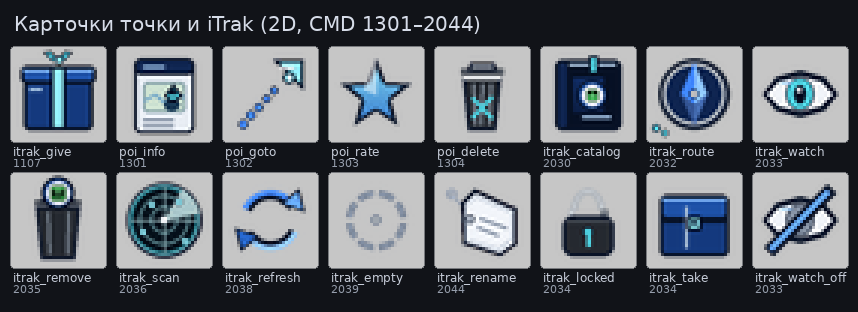 Карточки точки и iTrak (2D, CMD 1301–2044)
itrak_give poi_info poi_goto poi_rate poi_delete itrak_catalog itrak_route itrak_watch
1107 1301 1302 1303 1304 2030 2032 2033
itrak_remove itrak_scan itrak_refresh itrak_empty itrak_rename itrak_locked itrak_take itrak_watch_off
2035 2036 2038 2039 2044 2034 2034 2033